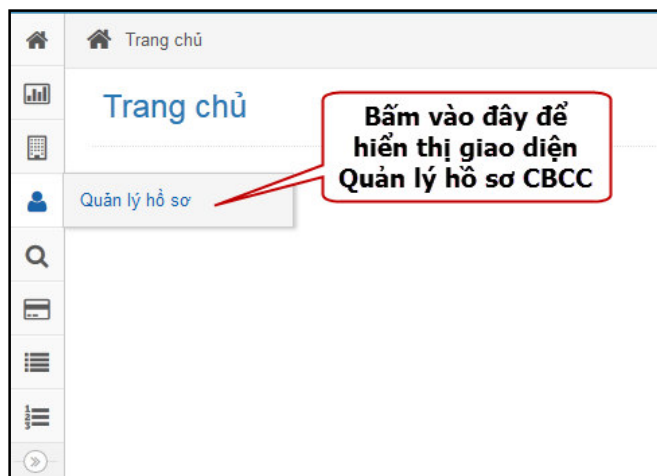 Trang chủ
Trang chủ
Bấm vào đây để
hiển thị giao diện
Quản lý hồ sơ CBCC
Quản lý hồ sơ